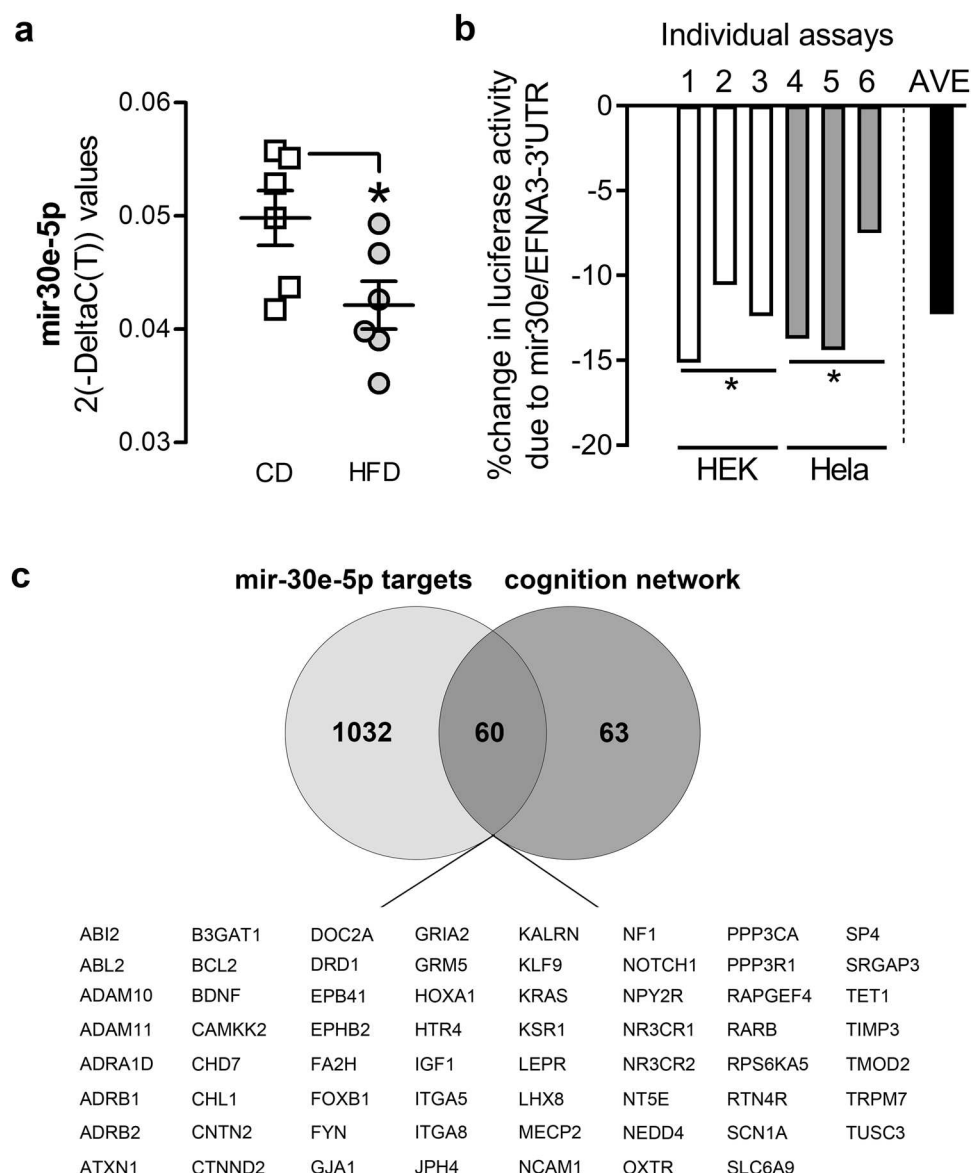 a
mir30e-5p
2(-DeltaC(T)) values
0.06
0.05
0.04
0.03
*
CD
HFD
b
Individual assays
1 2 3 4 5 6 AVE
%change in luciferase activity
due to mir30e/EFNA3-3'UTR
0
-5
-10
-15
-20
* *
HEK Hela
c
mir-30e-5p targets cognition network
1032 60 63
ABI2 B3GAT1 DOC2A GRIA2 KALRN NF1 PPP3CA SP4
ABL2 BCL2 DRD1 GRM5 KLF9 NOTCH1 PPP3R1 SRGAP3
ADAM10 BDNF EPB41 HOXA1 KRAS NPY2R RAPGEF4 TET1
ADAM11 CAMKK2 EPHB2 HTR4 KSR1 NR3CR1 RARB TIMP3
ADRA1D CHD7 FA2H IGF1 LEPR NR3CR2 RPS6KA5 TMOD2
ADRB1 CHL1 FOXB1 ITGA5 LHX8 NT5E RTN4R TRPM7
ADRB2 CNTN2 FYN ITGA8 MECP2 NEDD4 SCN1A TUSC3
ATXN1 CTNND2 GJA1 JPH4 NCAM1 OXTR SLC6A9